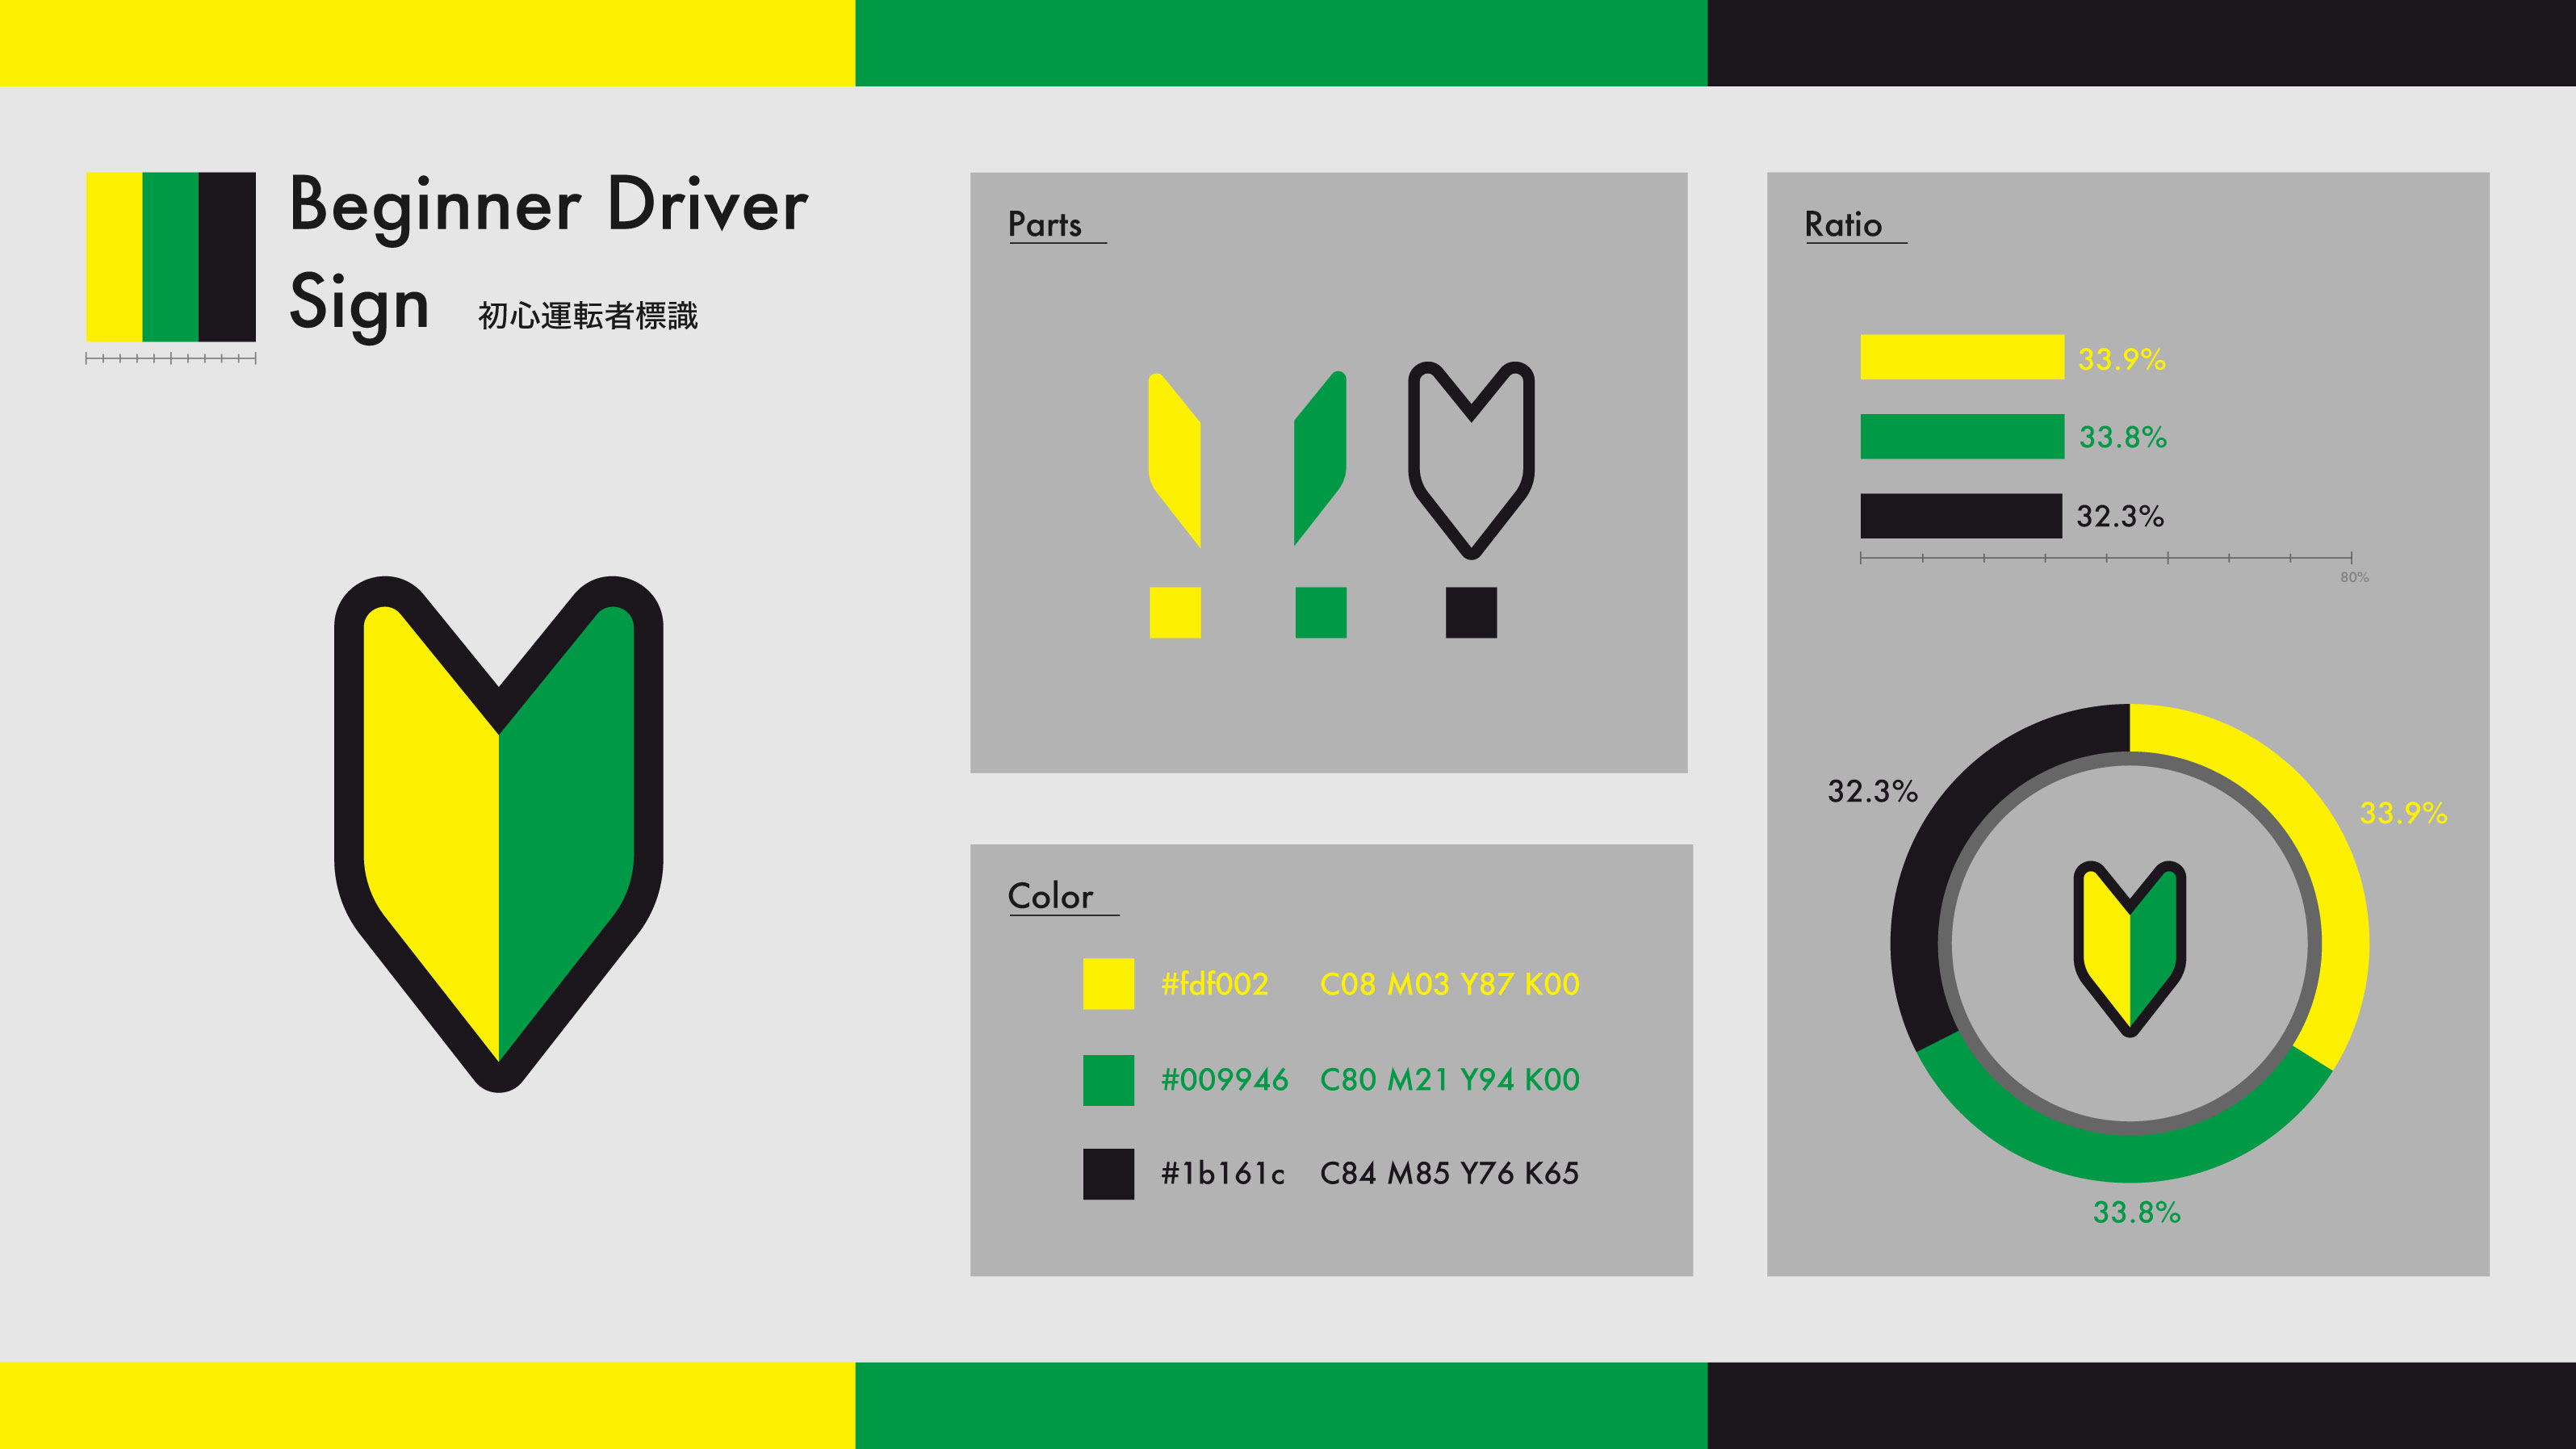 Beginner Driver
Sign 初心運転者標識
Parts
Color
#fdf002 C08 M03 Y87 K00
#009946 C80 M21 Y94 K00
#1b161c C84 M85 Y76 K65
Ratio
33.9%
33.8%
32.3%
80%
32.3%
33.9%
33.8%